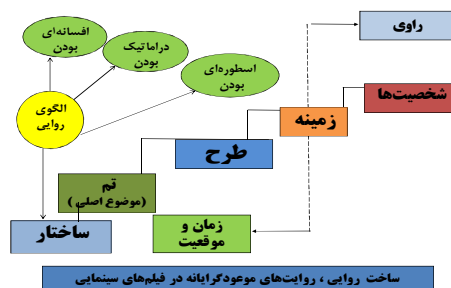 راوی
افسانه‌ای
بودن
دراماتیک
بودن
اسطوره‌ای
بودن
شخصیت‌ها
الگوی
روایی
زمینه
طرح
تم
(موضوع اصلی )
زمان و
موقعیت
ساختار
ساخت روایی ، روایت‌های موعودگرایانه در فیلم‌های سینمایی